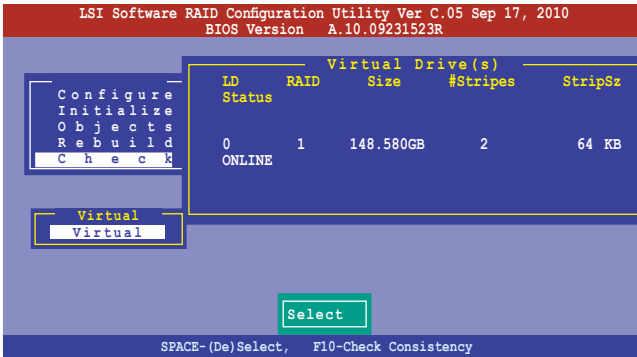 LSI Software RAID Configuration Utility Ver C.05 Sep 17, 2010
BIOS Version A.10.09231523R
Virtual Drive(s)
LD RAID Size #Stripes StripSz
Status
0 1 148.580GB 2 64 KB
ONLINE
Configure
Initialize
Objects
Rebuild
Check
Virtual
Virtual
Select
SPACE-(De)Select, F10-Check Consistency